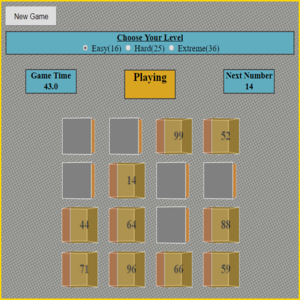 New Game
Choose Your Level
Easy(16) Hard(25) Extreme(36)
Game Time
43.0
Playing
Next Number
14
99 52
14
44 64 88
71 96 66 59